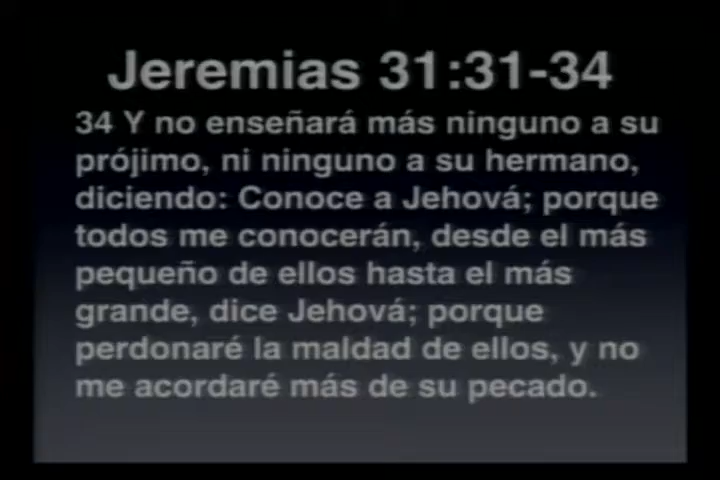 Jeremias 31:31-34
34 Y no enseñará más ninguno a su
prójimo, ni ninguno a su hermano,
diciendo: Conoce a Jehová; porque
todos me conocerán, desde el más
pequeño de ellos hasta el más
grande, dice Jehová; porque
perdonaré la maldad de ellos, y no
me acordaré más de su pecado.